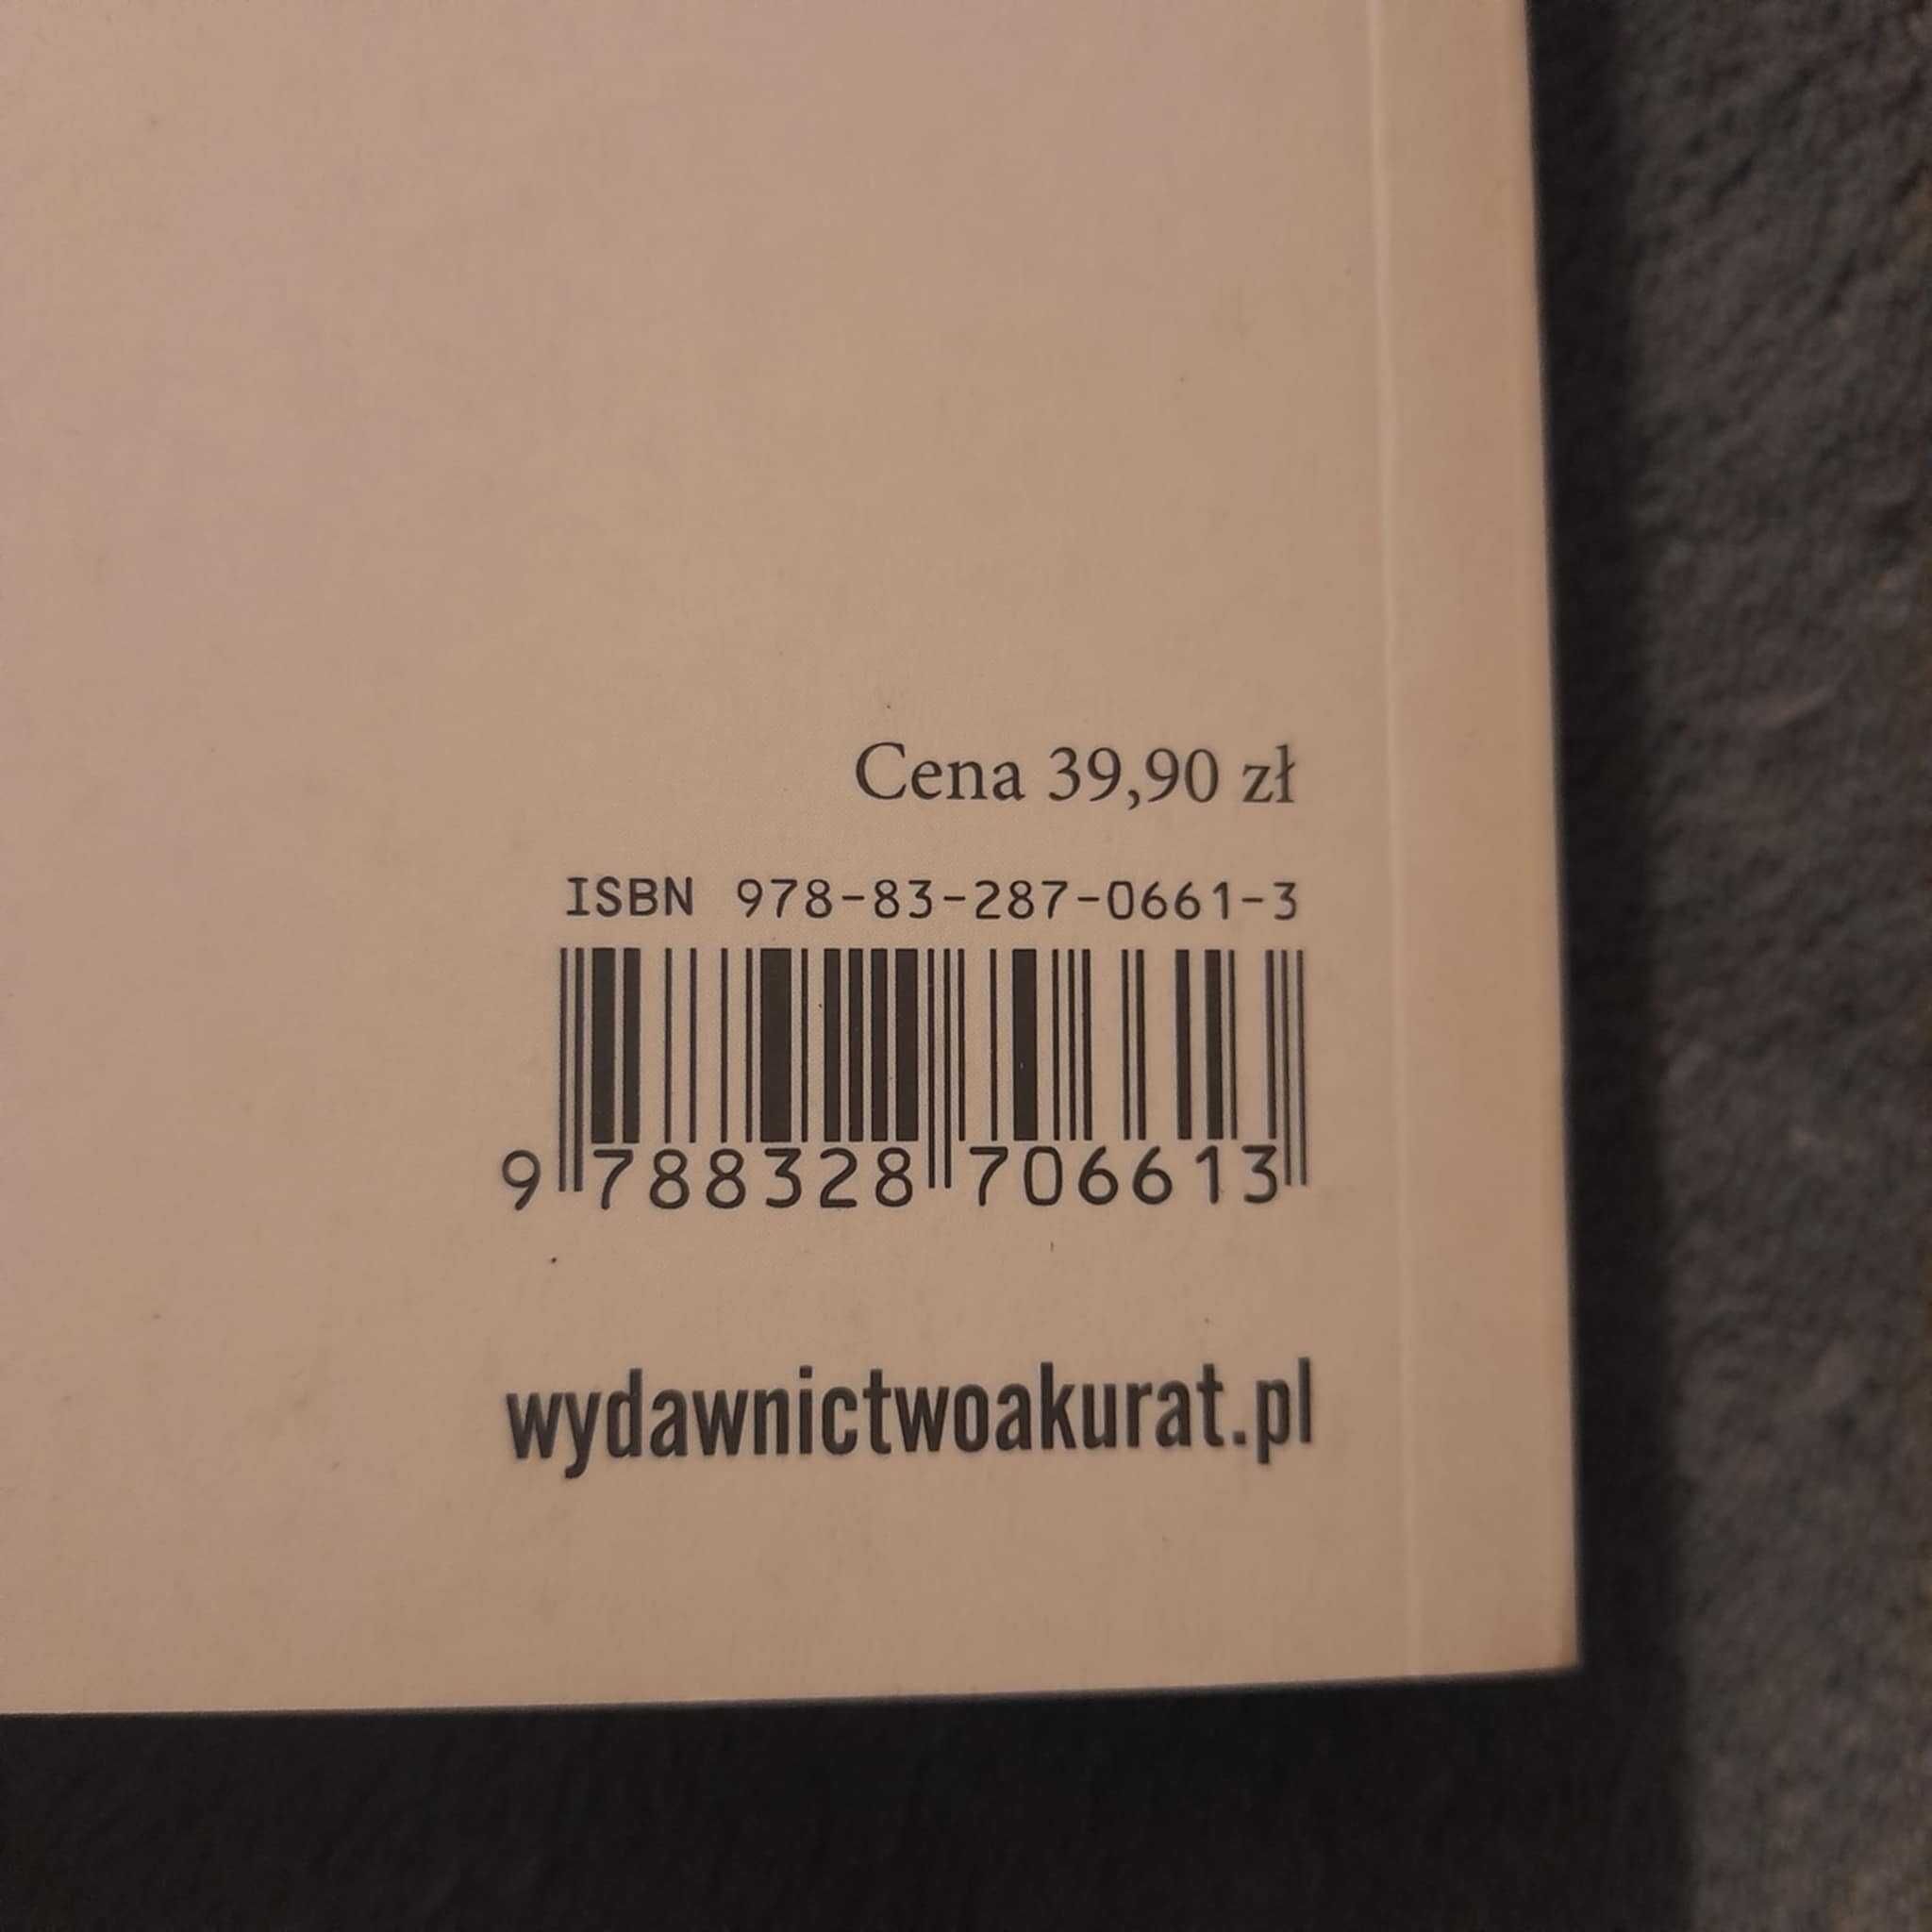 Cena 39,90 zł
ISBN 978-83-287-0661-3
9 788328 706613
wydawnictwoakurat.pl